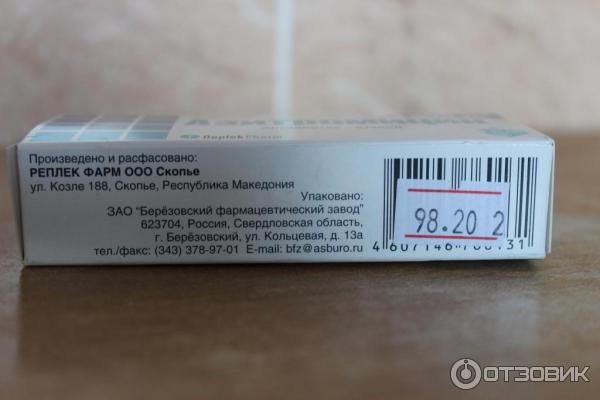 Replek Pharm
Произведено и расфасовано:
РЕПЛЕК ФАРМ ООО Скопье
ул. Козле 188, Скопье, Республика Македония
Упаковано:
ЗАО "Берёзовский фармацевтический завод"
623704, Россия, Свердловская область,
г. Берёзовский, ул. Кольцевая, д. 13а
тел./факс: (343) 378-97-01 E-mail: bfz@asburo.ru
98.20 2
ОТЗОВИК